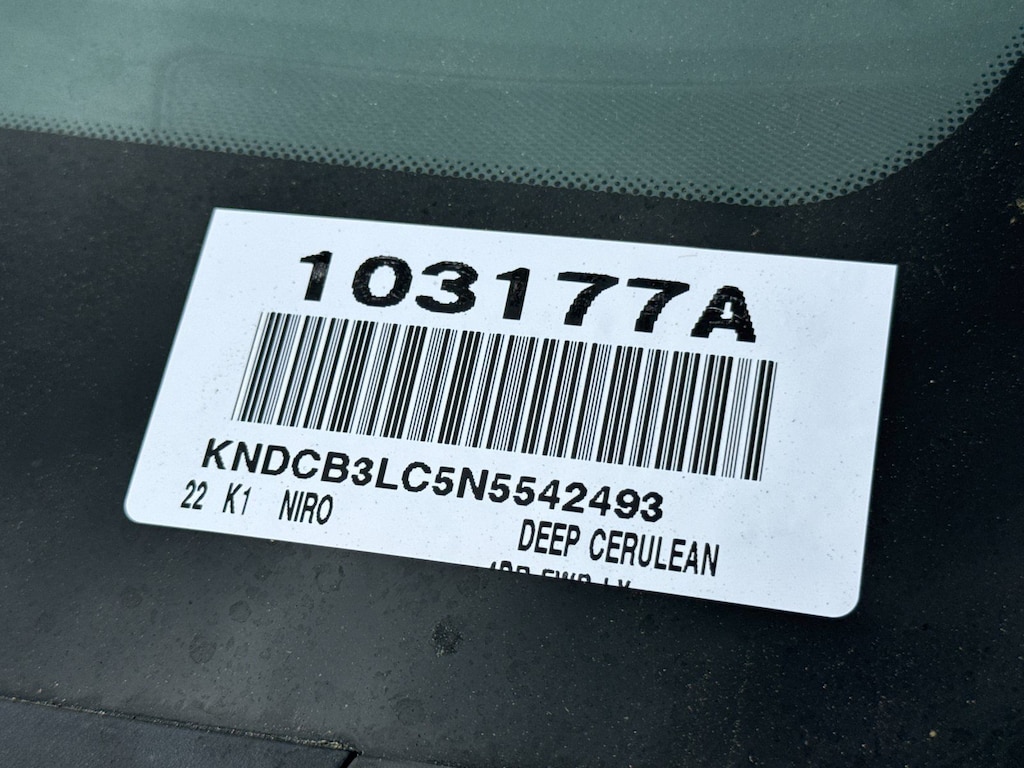 103177A
KNDCB3LC5N5542493
22 K1 NIRO
DEEP CERULEAN